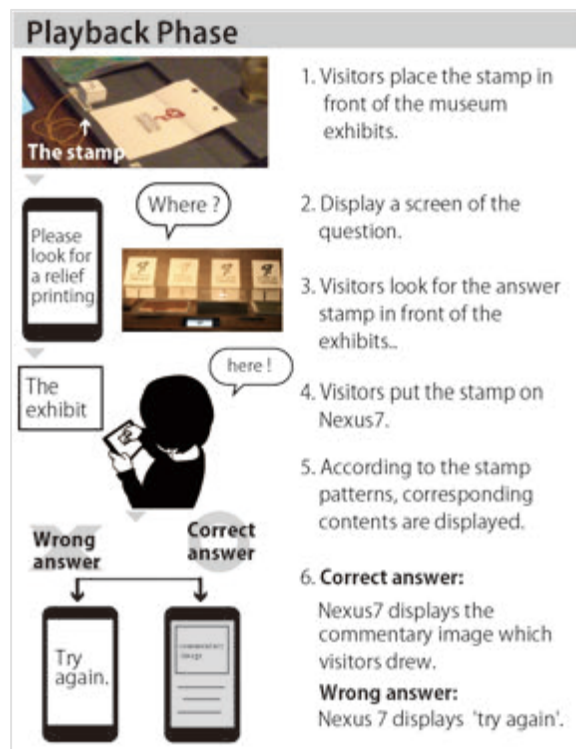 Playback Phase
The stamp
1. Visitors place the stamp in
front of the museum
exhibits.
Where ?
Please
look for
a relief
printing
2. Display a screen of the
question.
3. Visitors look for the answer
stamp in front of the
exhibits..
here !
The
exhibit
4. Visitors put the stamp on
Nexus7.
5. According to the stamp
patterns, corresponding
contents are displayed.
Wrong
answer
Correct
answer
Try
again.
commentary
image
6. Correct answer:
Nexus7 displays the
commentary image which
visitors drew.
Wrong answer:
Nexus 7 displays 'try again'.